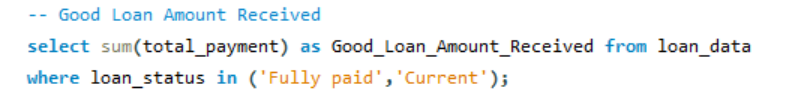 -- Good Loan Amount Received
select sum(total_payment) as Good_Loan_Amount_Received from loan_data
where loan_status in ('Fully paid','Current');